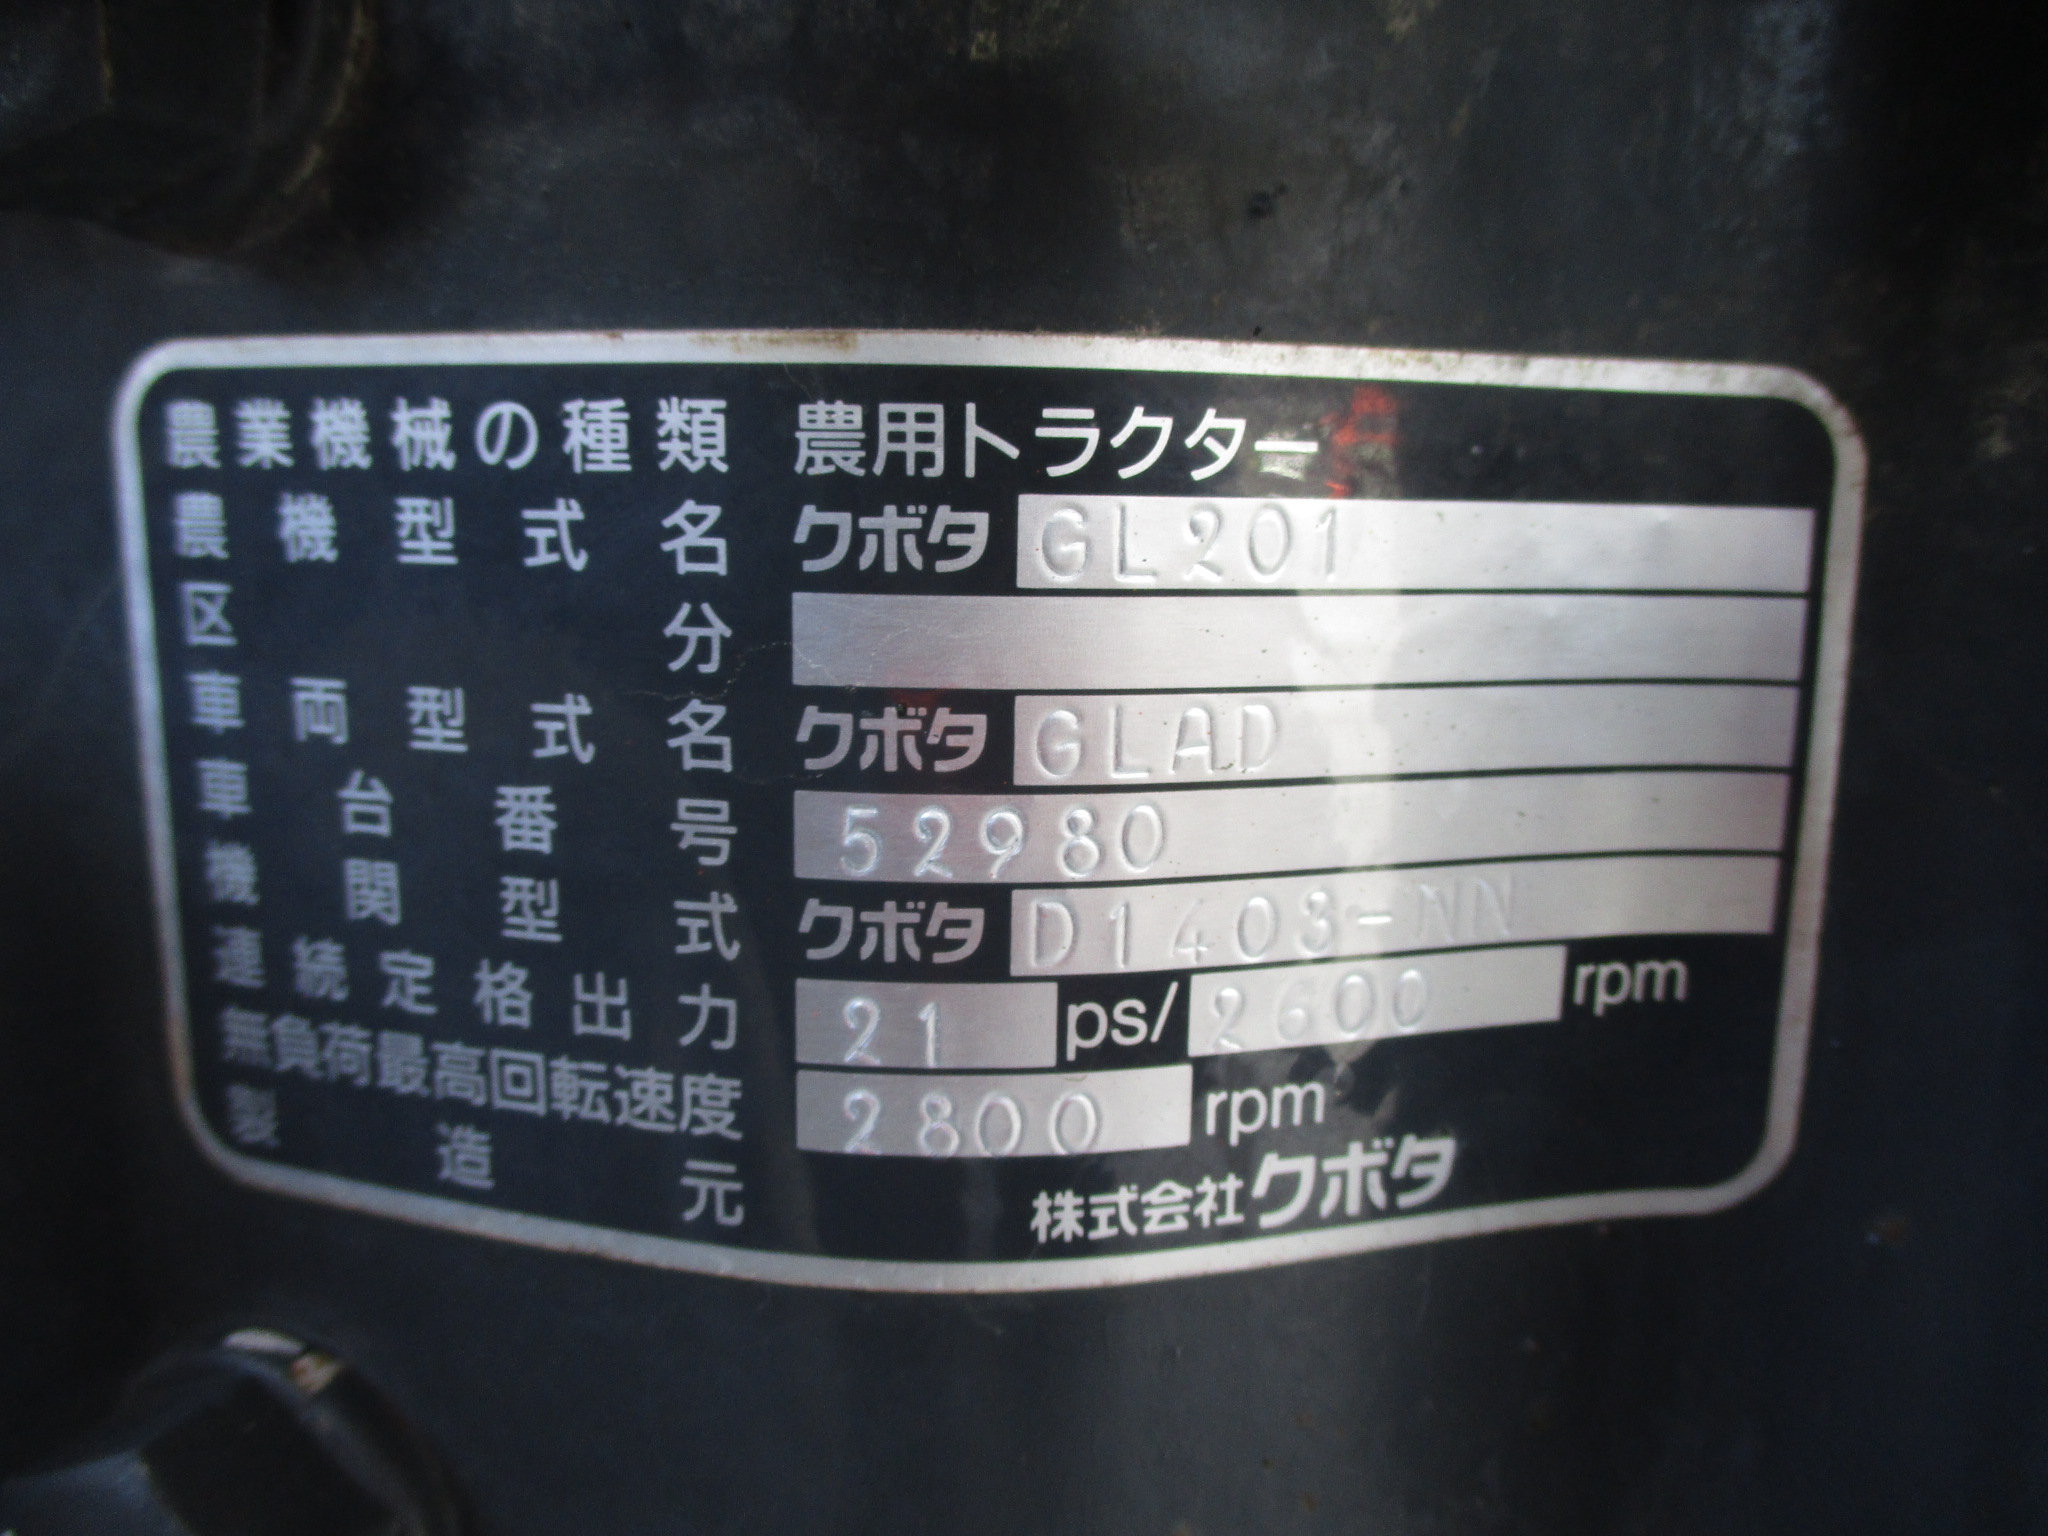 農業機械の種類 農用トラクター
農機型式名 クボタ GL201
区分
車両型式名 クボタ GLAD
車台番号 52980
機関型式 クボタ D1403-NN
連続定格出力 21 ps/ 2600 rpm
無負荷最高回転速度 2800 rpm
製造元 株式会社クボタ